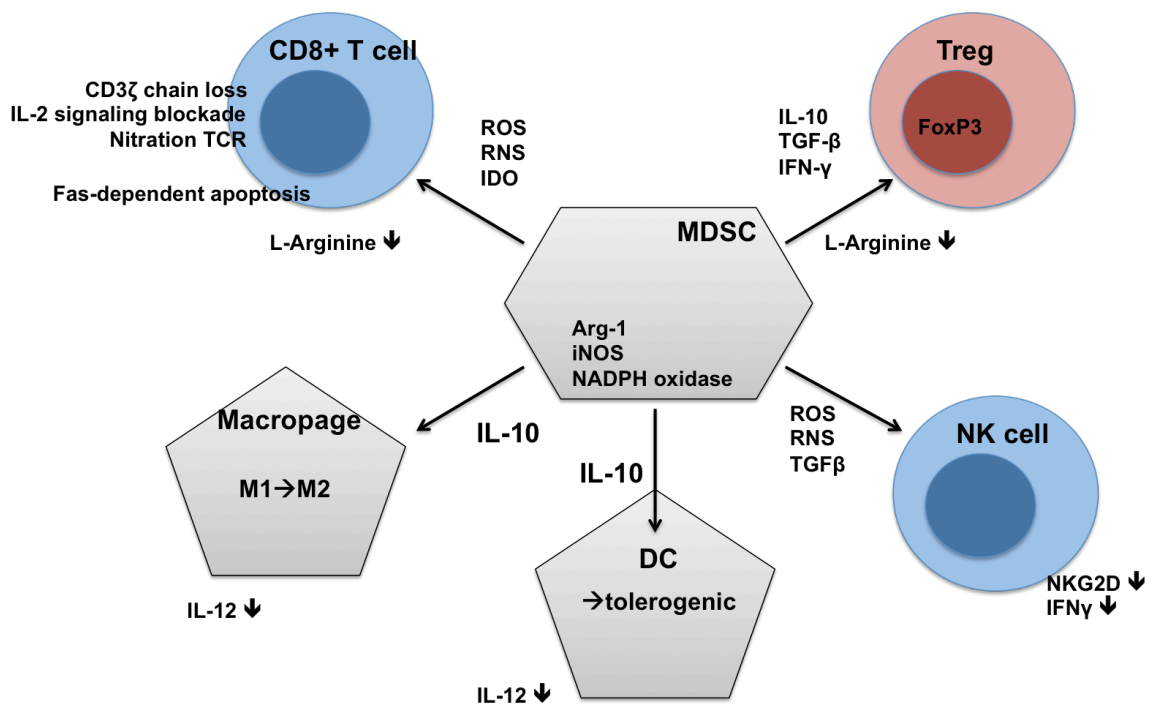 CD8+ T cell
CD3ζ chain loss
IL-2 signaling blockade
Nitration TCR
Fas-dependent apoptosis
L-Arginine 🡻
ROS
RNS
IDO
Treg
FoxP3
IL-10
TGF-β
IFN-γ
L-Arginine 🡻
MDSC
Arg-1
iNOS
NADPH oxidase
Macropage
M1→M2
IL-12 🡻
IL-10
IL-10
DC
→tolerogenic
IL-12 🡻
ROS
RNS
TGFβ
NK cell
NKG2D 🡻
IFNγ 🡻